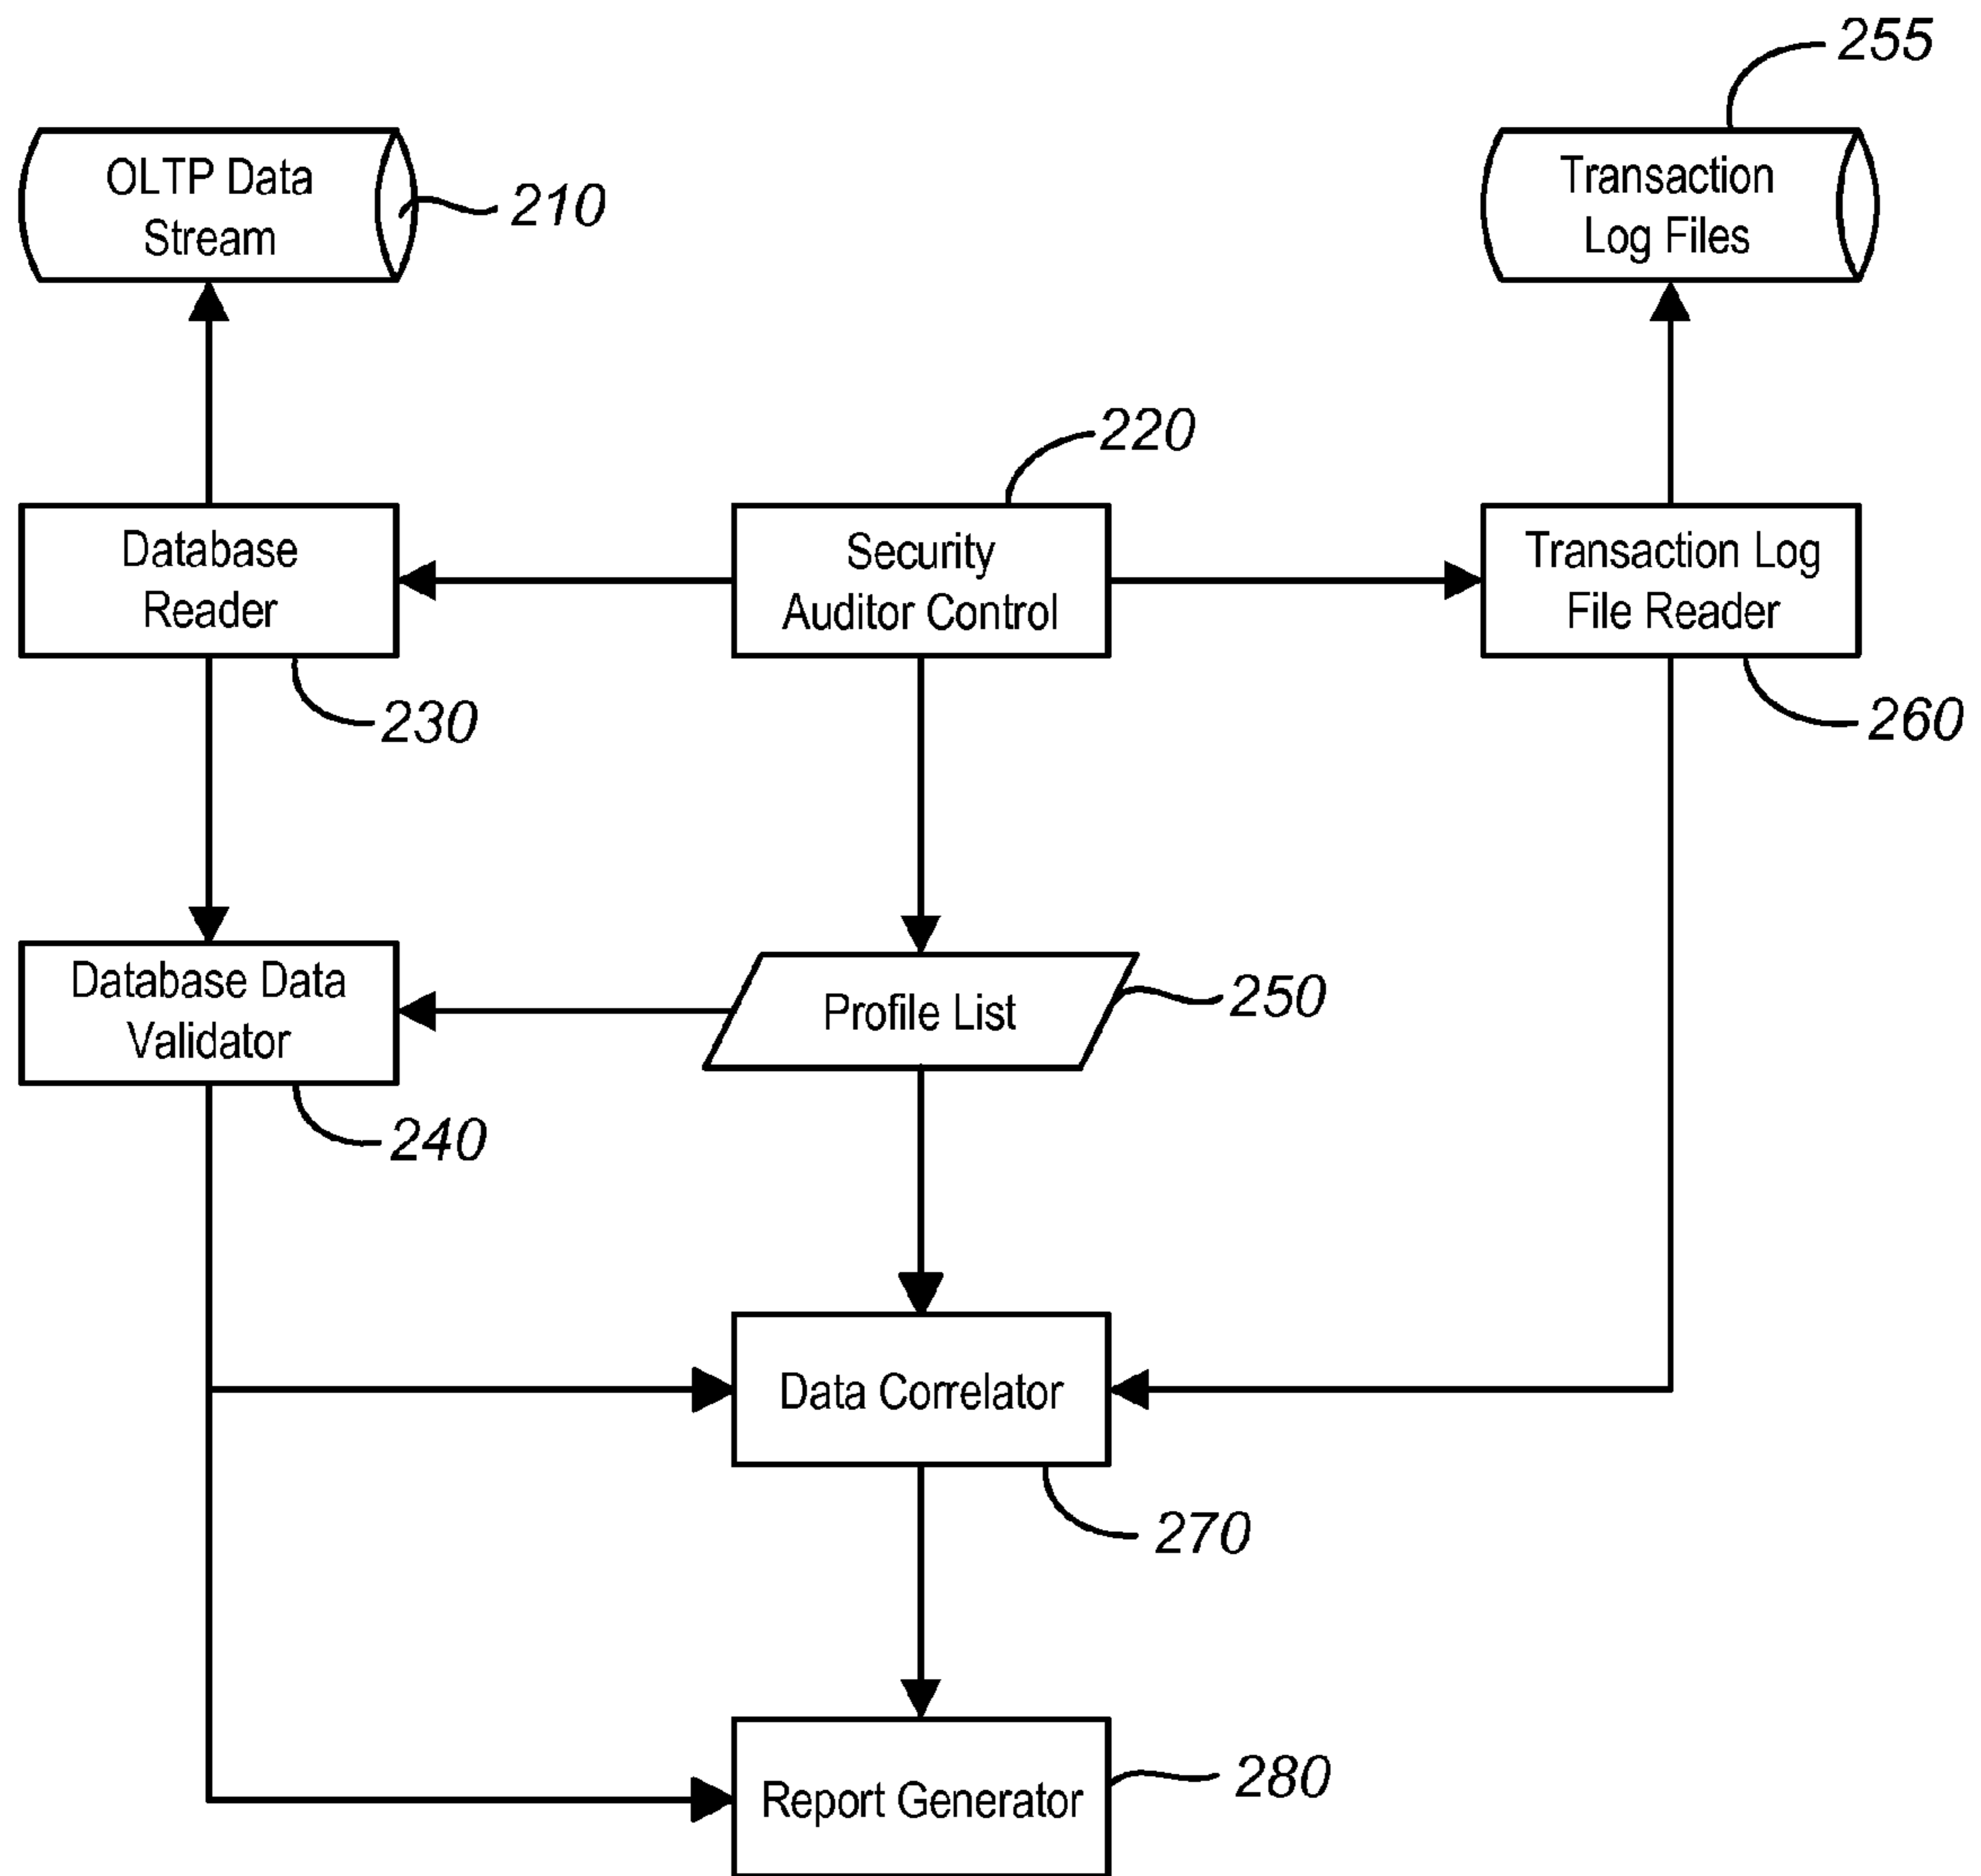 255
OLTP Data
Stream
210
Transaction
Log Files
220
Database
Reader
Security
Auditor Control
Transaction Log
File Reader
230
260
Database Data
Validator
Profile List
250
240
Data Correlator
270
Report Generator
280